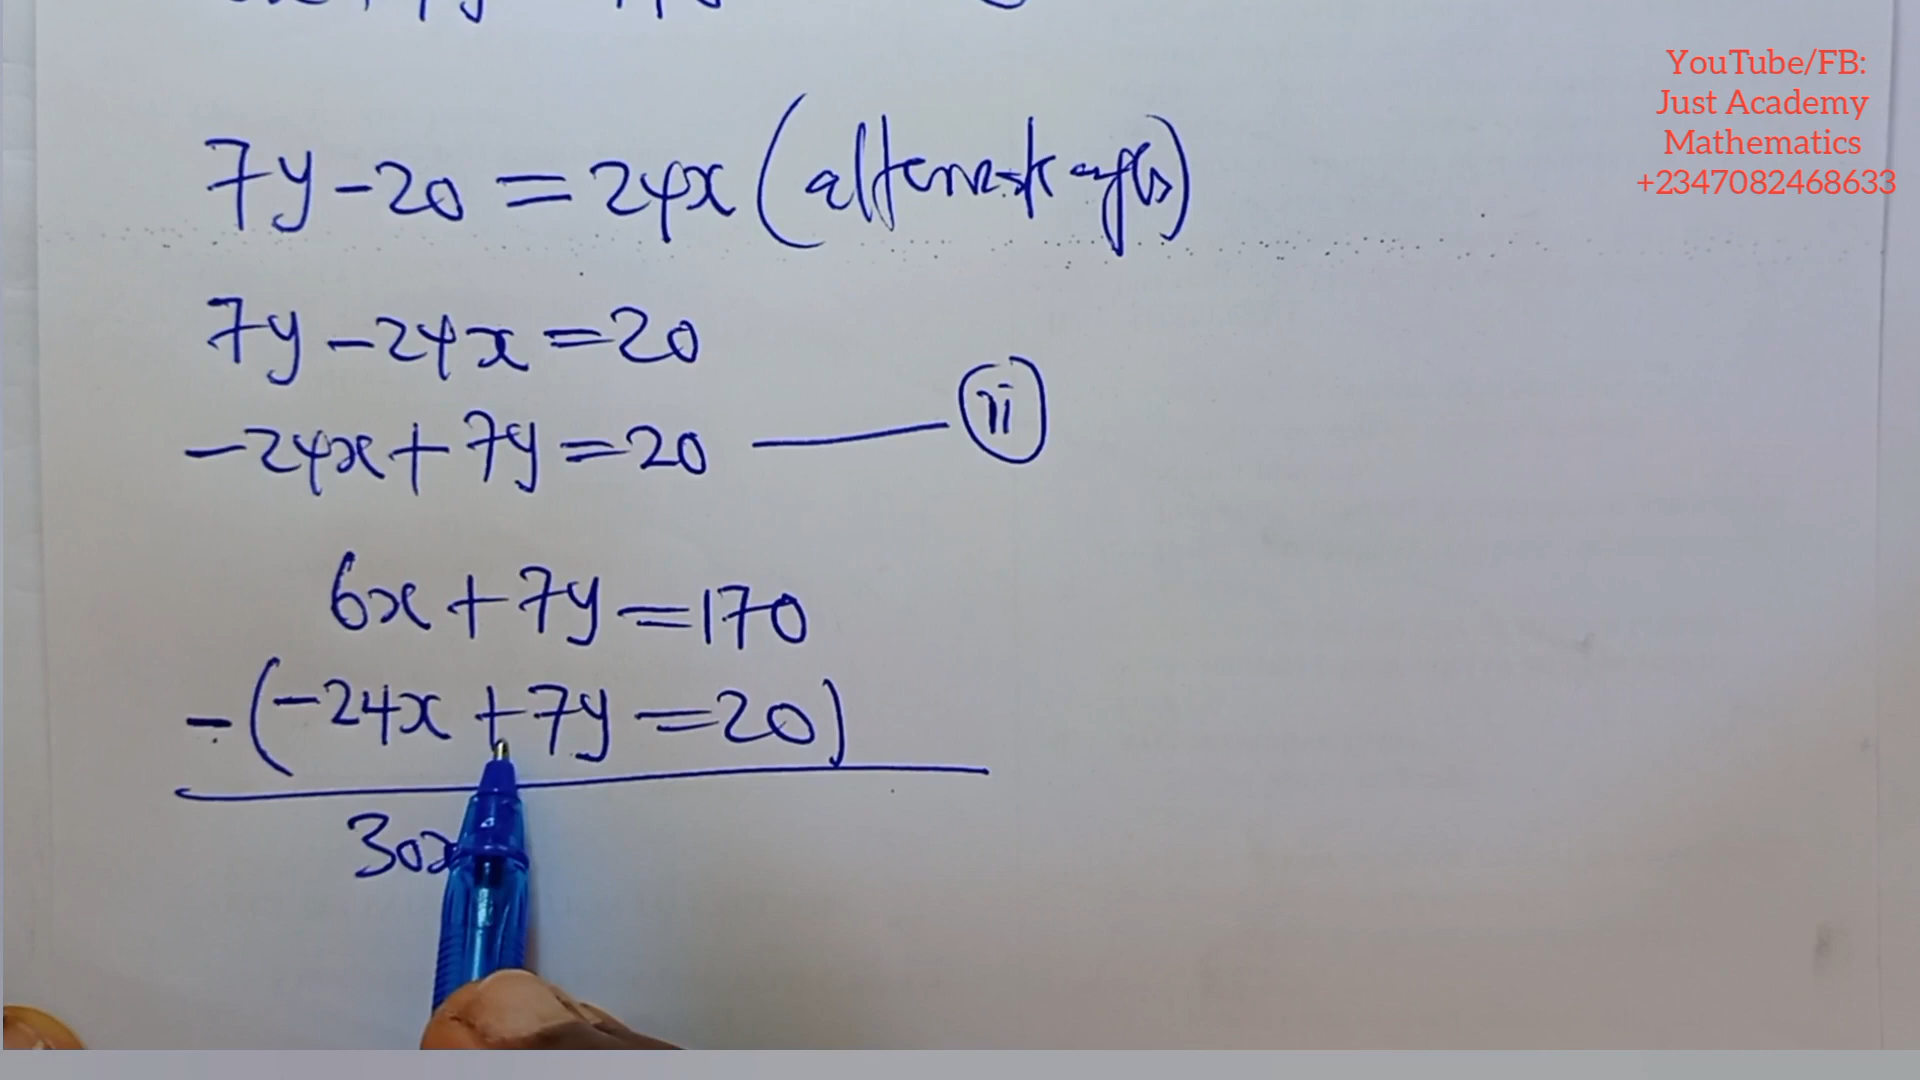 7y-20 = 24x (alternate angles)
7y-24x=20
-24x+7y=20 —— (ii)
6x+7y=170
-(-24x+7y=20)
30x
YouTube/FB:
Just Academy
Mathematics
+2347082468633